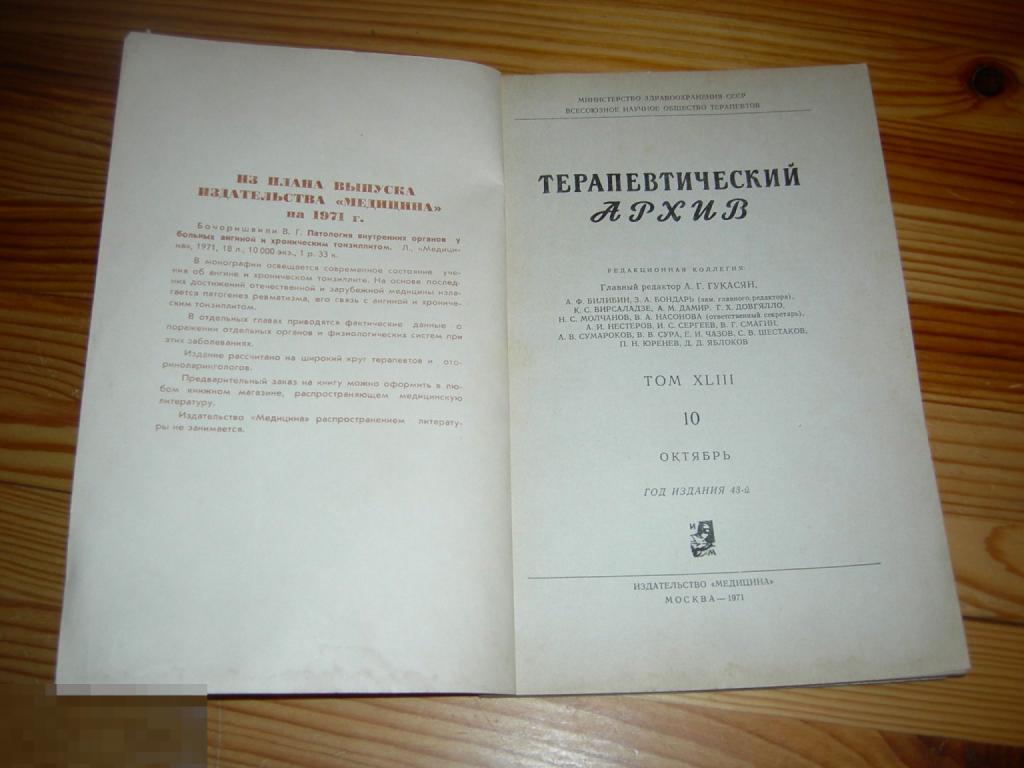 ИЗ ПЛАНА ВЫПУСКА
ИЗДАТЕЛЬСТВА «МЕДИЦИНА»
на 1971 г.
Бочоришвили В. Г. Патология внутренних органов у
больных ангиной и хроническим тонзиллитом. Л., «Медици-
на», 1971, 18 л., 10 000 экз., 1 р. 33 к.
В монографии освещается современное состояние уче-
ния об ангине и хроническом тонзиллите. На основе послед-
них достижений отечественной и зарубежной медицины изла-
гается патогенез ревматизма, его связь с ангиной и хрониче-
ским тонзиллитом.
В отдельных главах приводятся фактические данные о
поражении отдельных органов и физиологических систем при
этих заболеваниях.
Издание рассчитано на широкий круг терапевтов и ото-
риноларингологов.
Предварительный заказ на книгу можно оформить в лю-
бом книжном магазине, распространяющем медицинскую
литературу.
Издательство «Медицина» распространением литерату-
ры не занимается.
МИНИСТЕРСТВО ЗДРАВООХРАНЕНИЯ СССР
ВСЕСОЮЗНОЕ НАУЧНОЕ ОБЩЕСТВО ТЕРАПЕВТОВ
ТЕРАПЕВТИЧЕСКИЙ
АРХИВ
РЕДАКЦИОННАЯ КОЛЛЕГИЯ:
Главный редактор А. Г. ГУКАСЯН,
А. Ф. БИЛИБИН, З. А. БОНДАРЬ (зам. главного редактора),
К. С. ВИРСАЛАДЗЕ, А. М. ДАМИР, Г. Х. ДОВГЯЛЛО,
Н. С. МОЛЧАНОВ, В. А. НАСОНОВА (ответственный секретарь),
А. И. НЕСТЕРОВ, И. С. СЕРГЕЕВ, В. Г. СМАГИН,
А. В. СУМАРОКОВ, В. В. СУРА, Е. И. ЧАЗОВ, С. В. ШЕСТАКОВ,
П. Н. ЮРЕНЕВ, Д. Д. ЯБЛОКОВ
ТОМ XLIII
10
ОКТЯБРЬ
ГОД ИЗДАНИЯ 43-й
И
М
ИЗДАТЕЛЬСТВО «МЕДИЦИНА»
МОСКВА — 1971